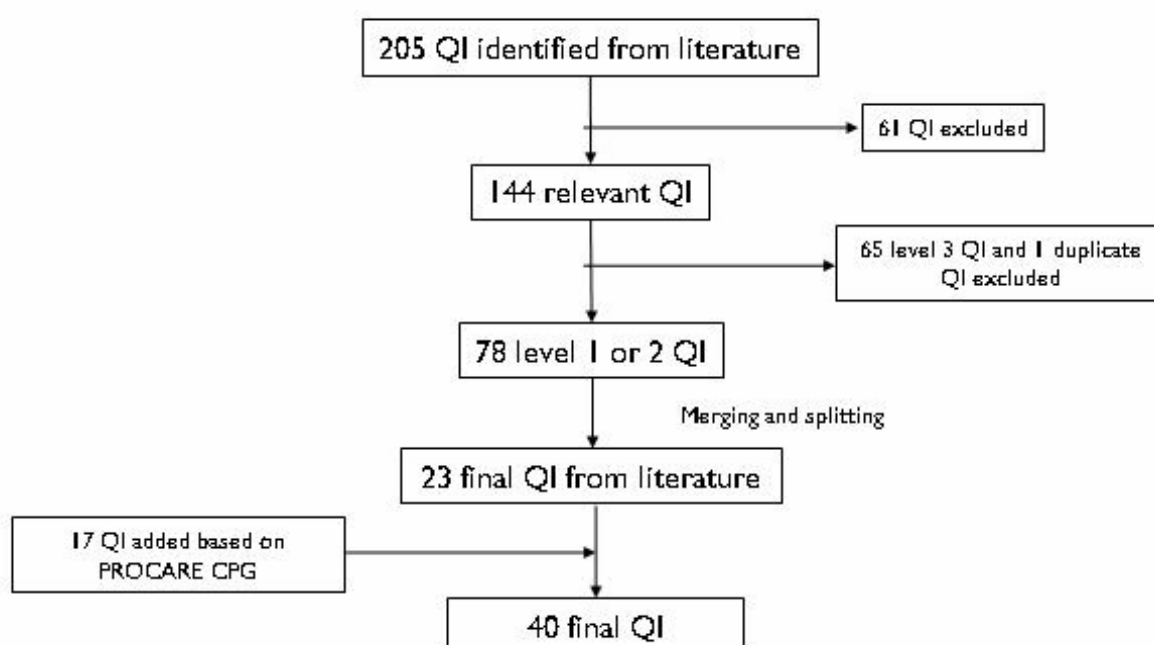 205 QI identified from literature
61 QI excluded
144 relevant QI
65 level 3 QI and 1 duplicate
QI excluded
78 level 1 or 2 QI
Merging and splitting
23 final QI from literature
17 QI added based on
PROCARE CPG
40 final QI